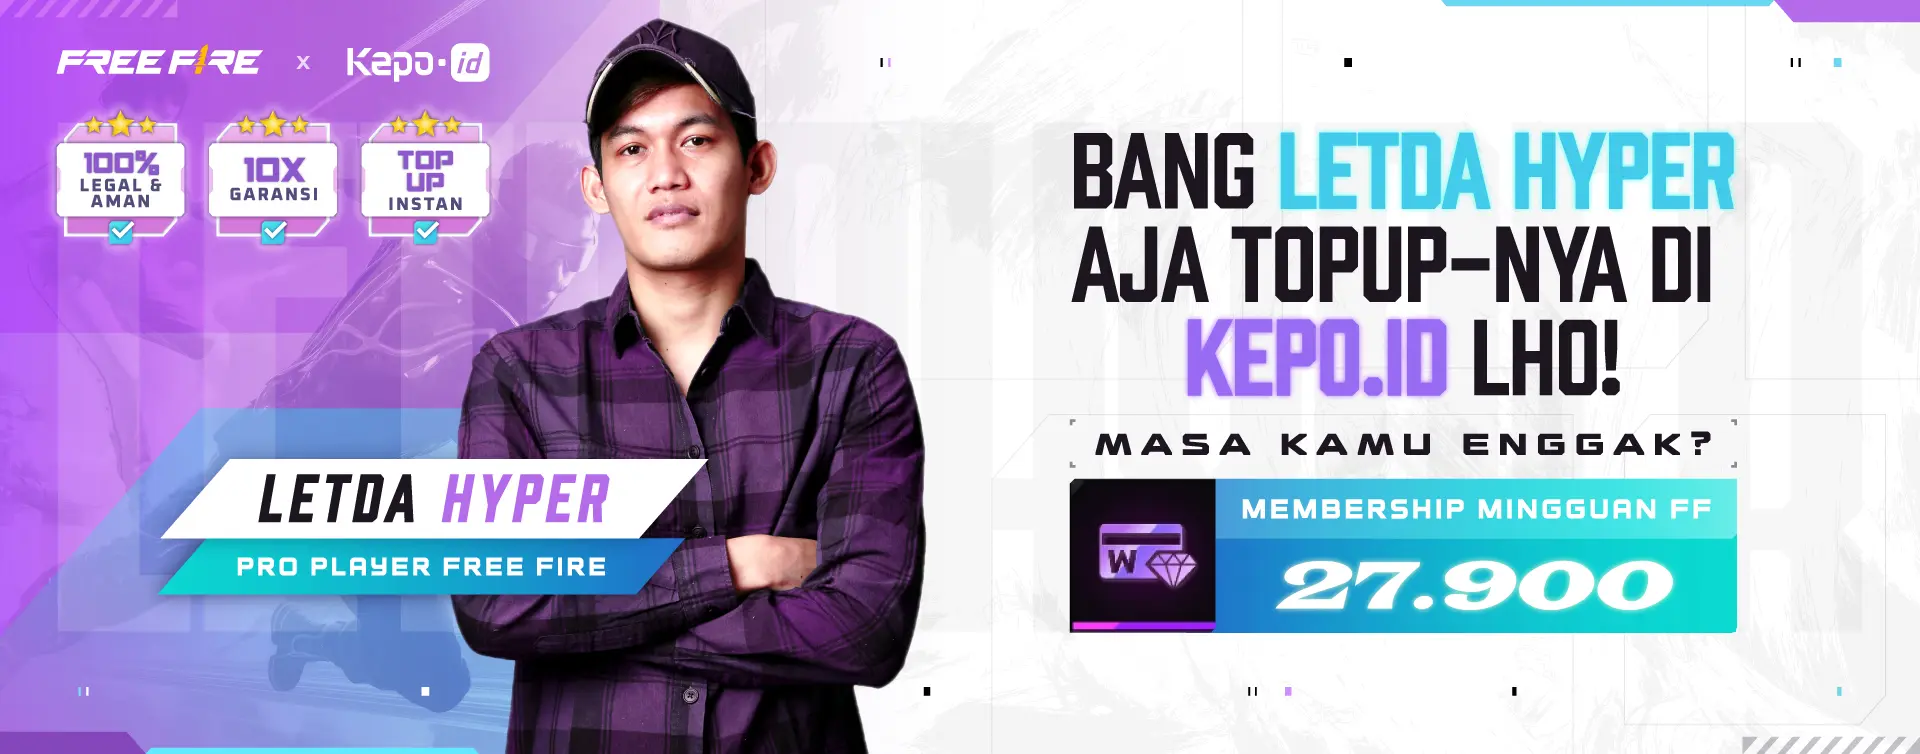 FREE FIRE x Kepo.id
100%
LEGAL &
AMAN
10X
GARANSI
TOP
UP
INSTAN
LETDA HYPER
PRO PLAYER FREE FIRE
BANG LETDA HYPER
AJA TOPUP-NYA DI
KEPO.ID LHO!
MASA KAMU ENGGAK?
W
MEMBERSHIP MINGGUAN FF
27.900